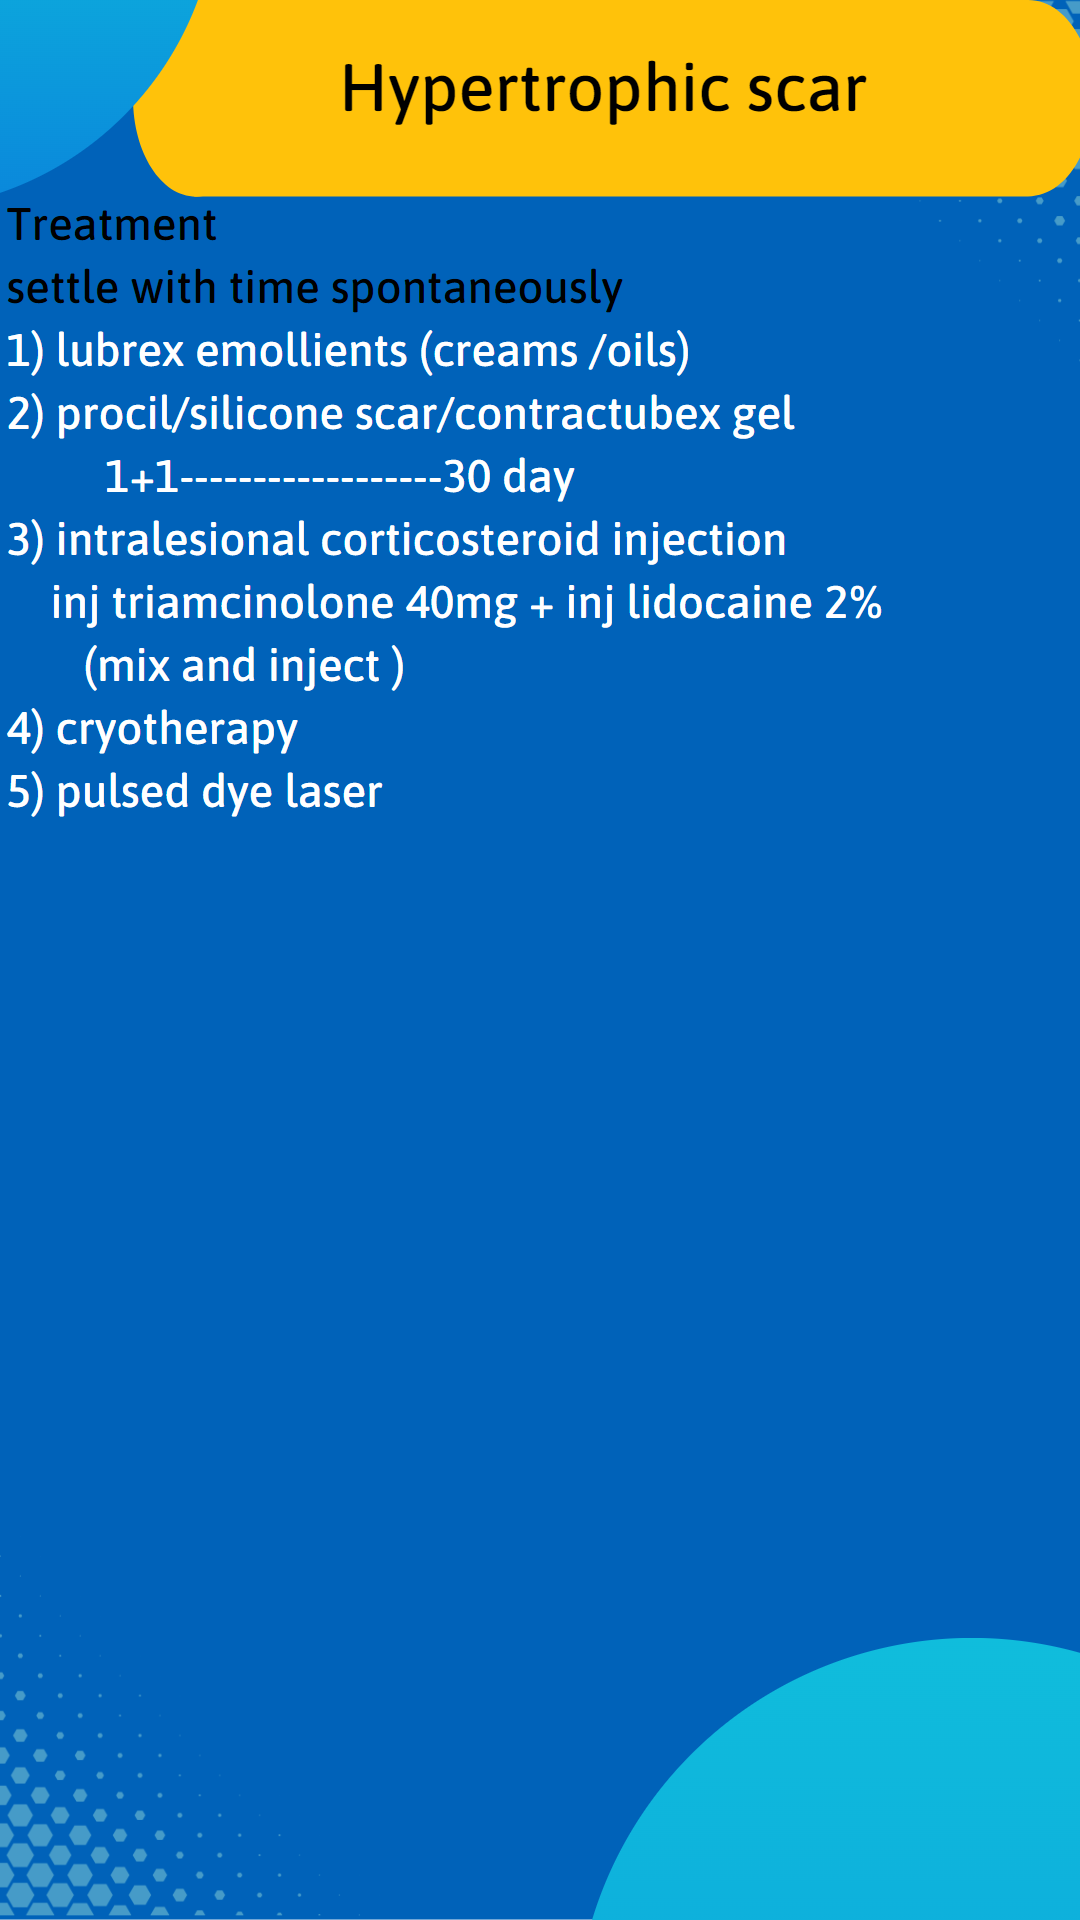 Hypertrophic scar
Treatment
settle with time spontaneously
1) lubrex emollients (creams /oils)
2) procil/silicone scar/contractubex gel
1+1------------------30 day
3) intralesional corticosteroid injection
inj triamcinolone 40mg + inj lidocaine 2%
(mix and inject )
4) cryotherapy
5) pulsed dye laser